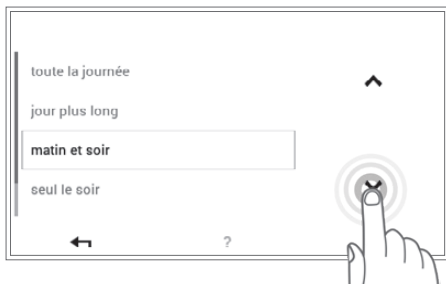 toute la journée
jour plus long
matin et soir
seul le soir
?